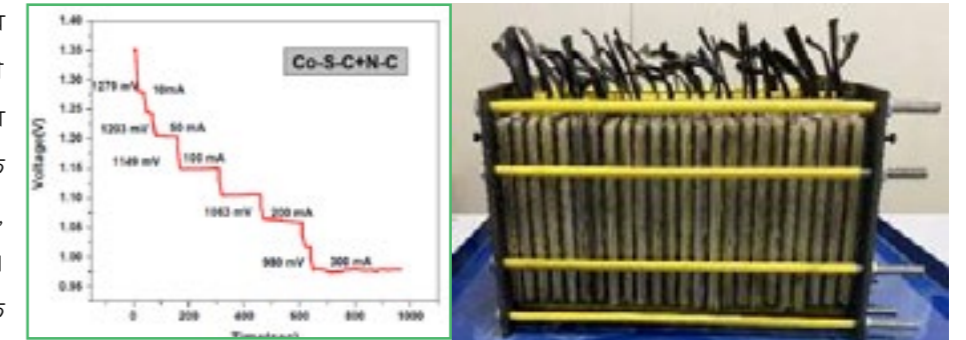 1.40
1.35
1.30
1.25
1.20
1.15
1.10
1.05
1.00
0.95
Voltage(V)
Co-S-C+N-C
1279 mV 10mA
1203 mV 50 mA
1149 mV 100 mA
1063 mV 200 mA
980 mV 300 mA
0 200 400 600 800 1000
Time(sec)